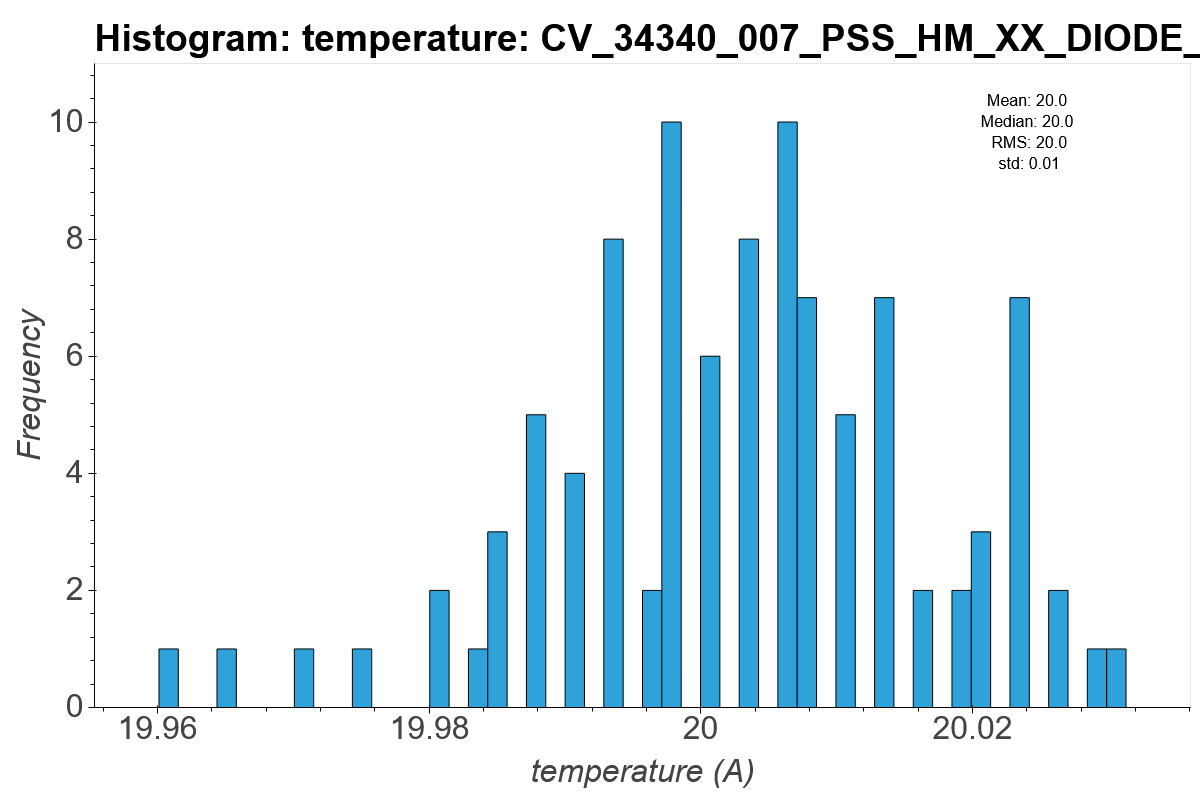 Histogram: temperature: CV_34340_007_PSS_HM_XX_DIODE_
Mean: 20.0
Median: 20.0
RMS: 20.0
std: 0.01
10
8
6
4
2
0
Frequency
19.96
19.98
20
20.02
temperature (A)